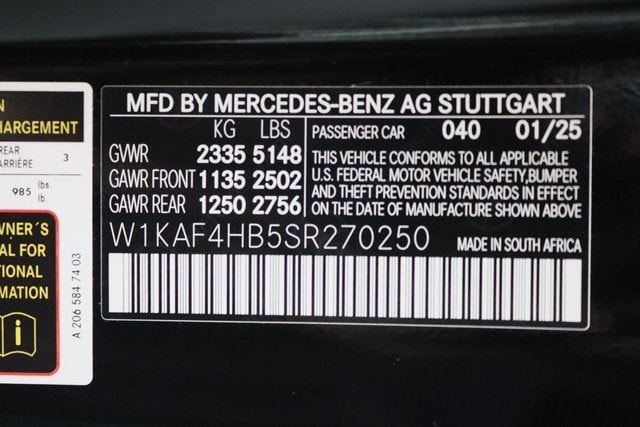 N
HARGEMENT
REAR
ARRIÈRE 3
985 lbs.
lb.
WNER´S
AL FOR
TIONAL
MATION
i
A 206 584 74 03
MFD BY MERCEDES-BENZ AG STUTTGART
KG LBS
GVWR 2335 5148
GAWR FRONT 1135 2502
GAWR REAR 1250 2756
PASSENGER CAR 040 01/25
THIS VEHICLE CONFORMS TO ALL APPLICABLE
U.S. FEDERAL MOTOR VEHICLE SAFETY,BUMPER
AND THEFT PREVENTION STANDARDS IN EFFECT
ON THE DATE OF MANUFACTURE SHOWN ABOVE
W1KAF4HB5SR270250 MADE IN SOUTH AFRICA